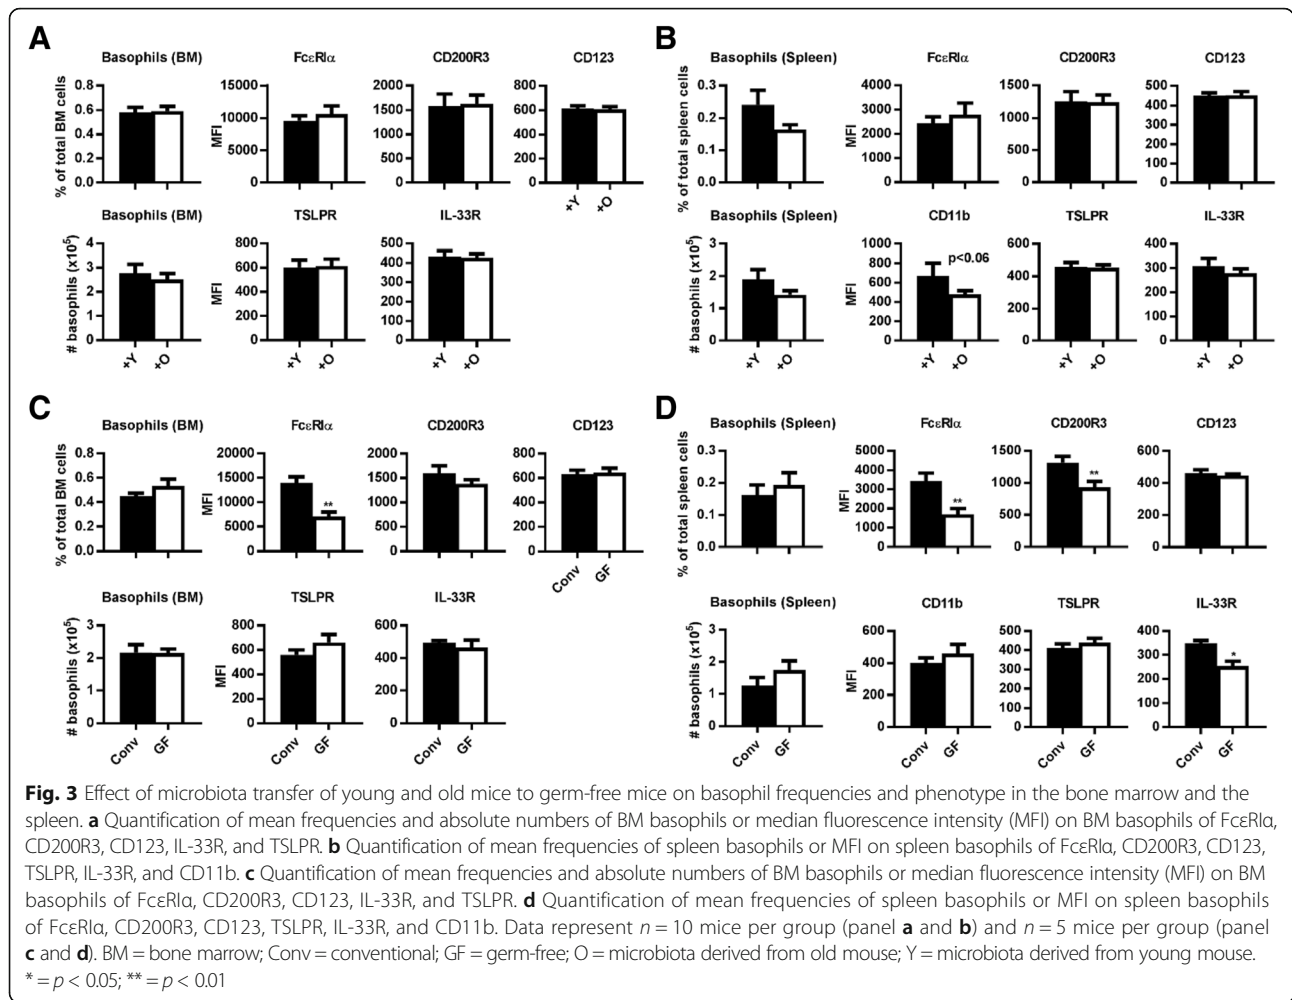 A
Basophils (BM)
FcεRIα
CD200R3
CD123
% of total BM cells
0.8
0.6
0.4
0.2
0.0
MFI
15000
10000
5000
0
2000
1500
1000
500
0
800
600
400
200
0
+Y
+O
Basophils (BM)
TSLPR
IL-33R
# basophils (x10⁵)
4
3
2
1
0
+Y
+O
MFI
800
600
400
200
0
+Y
+O
500
400
300
200
100
0
+Y
+O
B
Basophils (Spleen)
FcεRIα
CD200R3
CD123
% of total spleen cells
0.3
0.2
0.1
0.0
MFI
4000
3000
2000
1000
0
1500
1000
500
0
500
400
300
200
100
0
Basophils (Spleen)
CD11b
TSLPR
IL-33R
# basophils (x10⁵)
3
2
1
0
+Y
+O
MFI
1000
800
600
400
200
0
p<0.06
+Y
+O
600
400
200
0
+Y
+O
400
300
200
100
0
+Y
+O
C
Basophils (BM)
FcεRIα
CD200R3
CD123
% of total BM cells
0.8
0.6
0.4
0.2
0.0
MFI
20000
15000
10000
5000
0
**
2000
1500
1000
500
0
800
600
400
200
0
Conv
GF
Basophils (BM)
TSLPR
IL-33R
# basophils (x10⁵)
3
2
1
0
Conv
GF
MFI
800
600
400
200
0
Conv
GF
600
400
200
0
Conv
GF
D
Basophils (Spleen)
FcεRIα
CD200R3
CD123
% of total spleen cells
0.3
0.2
0.1
0.0
MFI
5000
4000
3000
2000
1000
0
**
1500
1000
500
0
**
600
400
200
0
Basophils (Spleen)
CD11b
TSLPR
IL-33R
# basophils (x10⁵)
3
2
1
0
Conv
GF
MFI
600
400
200
0
Conv
GF
500
400
300
200
100
0
Conv
GF
400
300
200
100
0
*
Conv
GF
Fig. 3 Effect of microbiota transfer of young and old mice to germ-free mice on basophil frequencies and phenotype in the bone marrow and the
spleen. a Quantification of mean frequencies and absolute numbers of BM basophils or median fluorescence intensity (MFI) on BM basophils of FcεRIα,
CD200R3, CD123, IL-33R, and TSLPR. b Quantification of mean frequencies of spleen basophils or MFI on spleen basophils of FcεRIα, CD200R3, CD123,
TSLPR, IL-33R, and CD11b. c Quantification of mean frequencies and absolute numbers of BM basophils or median fluorescence intensity (MFI) on BM
basophils of FcεRIα, CD200R3, CD123, IL-33R, and TSLPR. d Quantification of mean frequencies of spleen basophils or MFI on spleen basophils
of FcεRIα, CD200R3, CD123, TSLPR, IL-33R, and CD11b. Data represent n = 10 mice per group (panel a and b) and n = 5 mice per group (panel
c and d). BM = bone marrow; Conv = conventional; GF = germ-free; O = microbiota derived from old mouse; Y = microbiota derived from young mouse.
* = p < 0.05; ** = p < 0.01